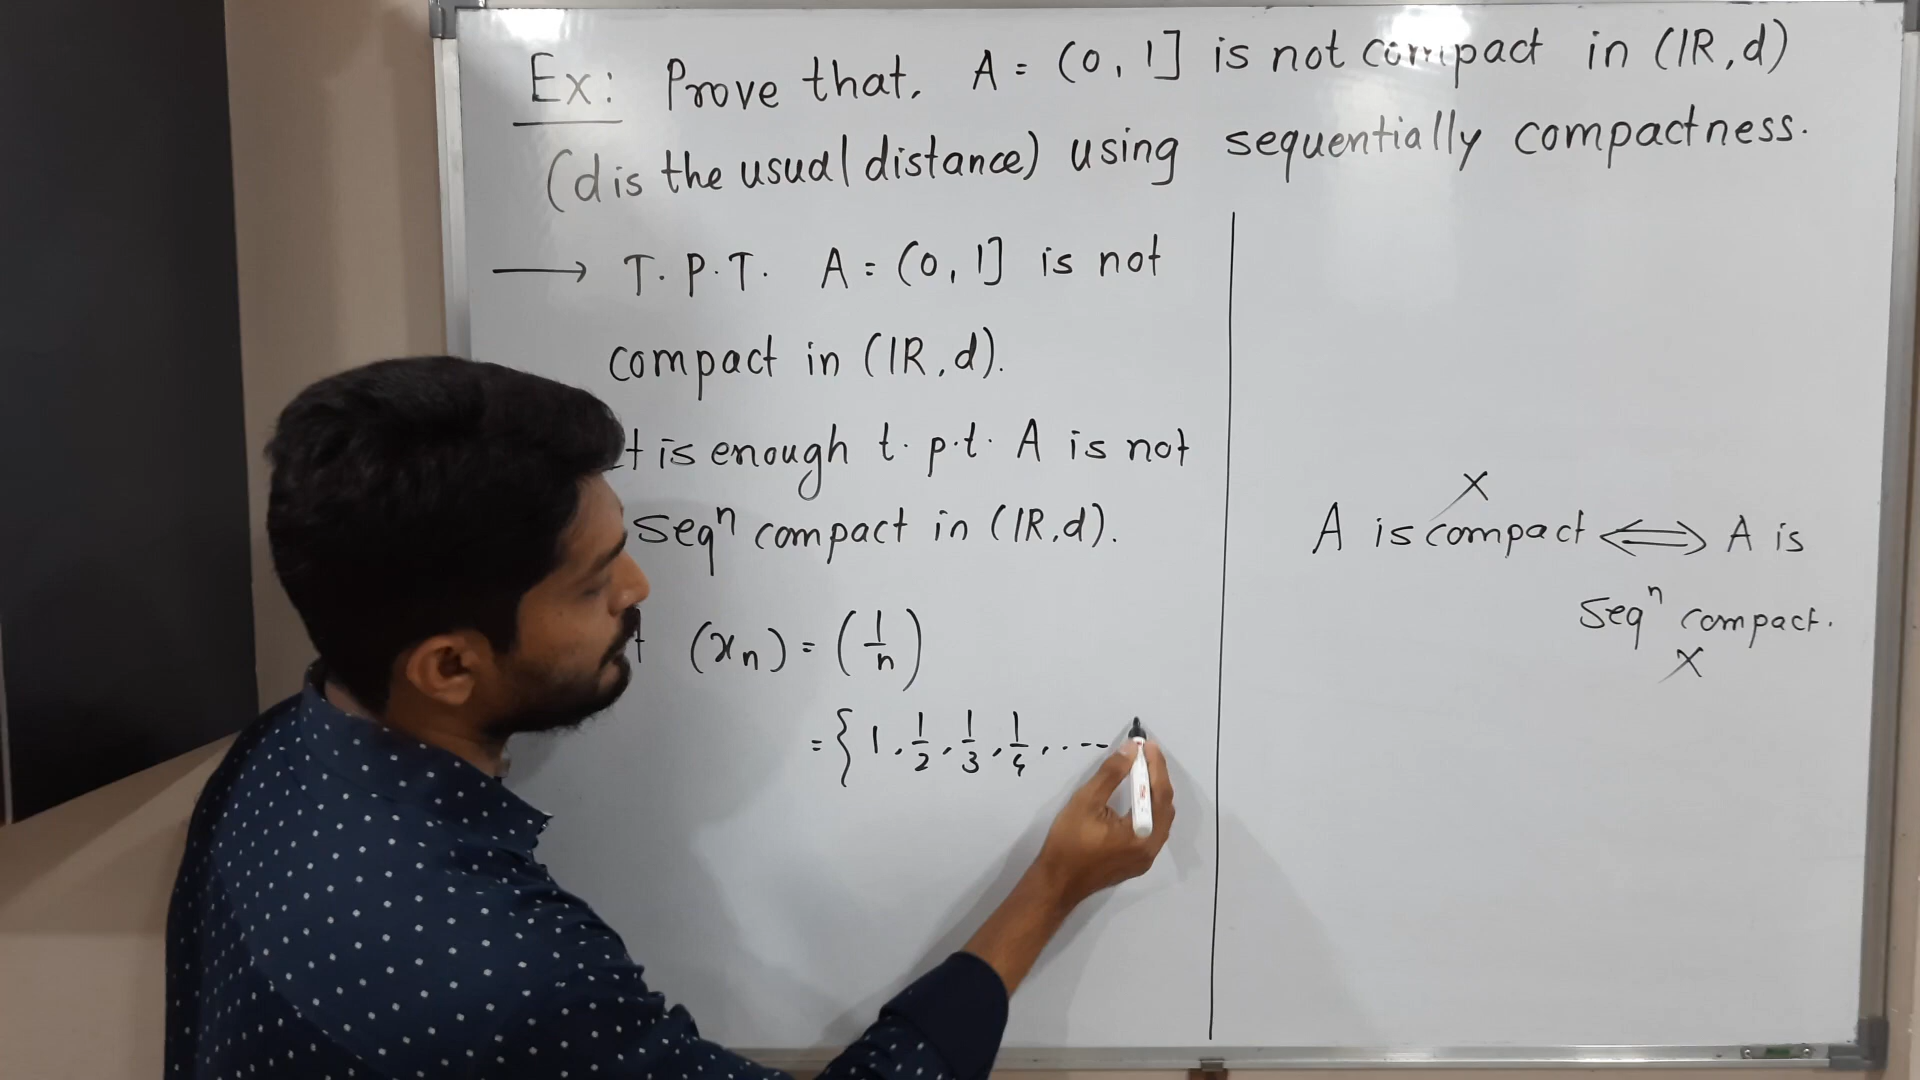 Ex: Prove that, A = (0, 1] is not compact in (IR, d)
(d is the usual distance) using sequentially compactness.
→ T. P. T. A = (0, 1] is not
compact in (IR, d).
t is enough t. p. t. A is not
Seqⁿ compact in (IR, d).
(xₙ) = (1/n)
= { 1, 1/2, 1/3, 1/4, . ---
X
A is compact ⟺ A is
Seqⁿ compact.
X